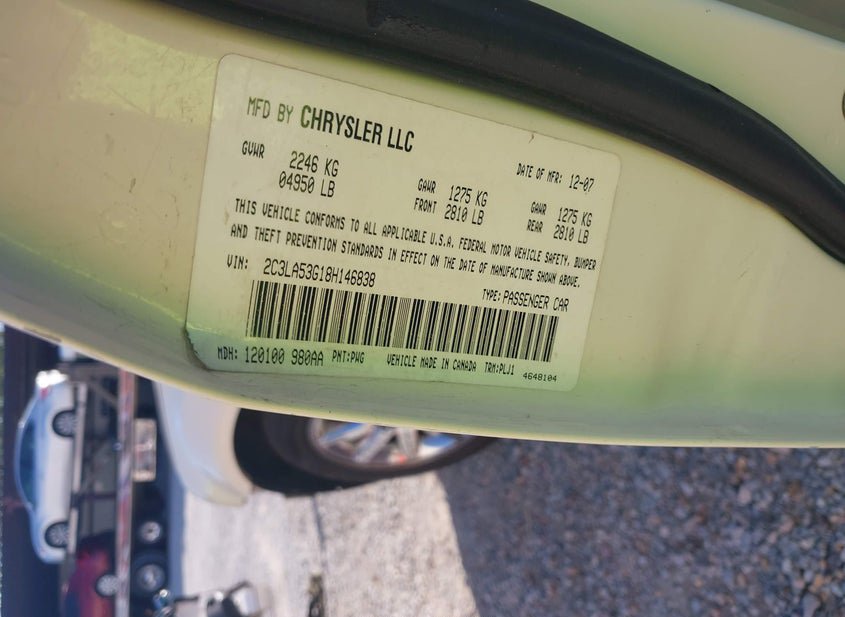 MFD BY CHRYSLER LLC
DATE OF MFR: 12-07
GVWR 2246 KG
04950 LB
GAWR FRONT 1275 KG
2810 LB
GAWR REAR 1275 KG
2810 LB
THIS VEHICLE CONFORMS TO ALL APPLICABLE U.S.A. FEDERAL MOTOR VEHICLE SAFETY, BUMPER
AND THEFT PREVENTION STANDARDS IN EFFECT ON THE DATE OF MANUFACTURE SHOWN ABOVE.
VIN: 2C3LA53G18H146838
TYPE: PASSENGER CAR
MDH: 120100 980AA PNT:PWG VEHICLE MADE IN CANADA TRM:PLJ1
4648104